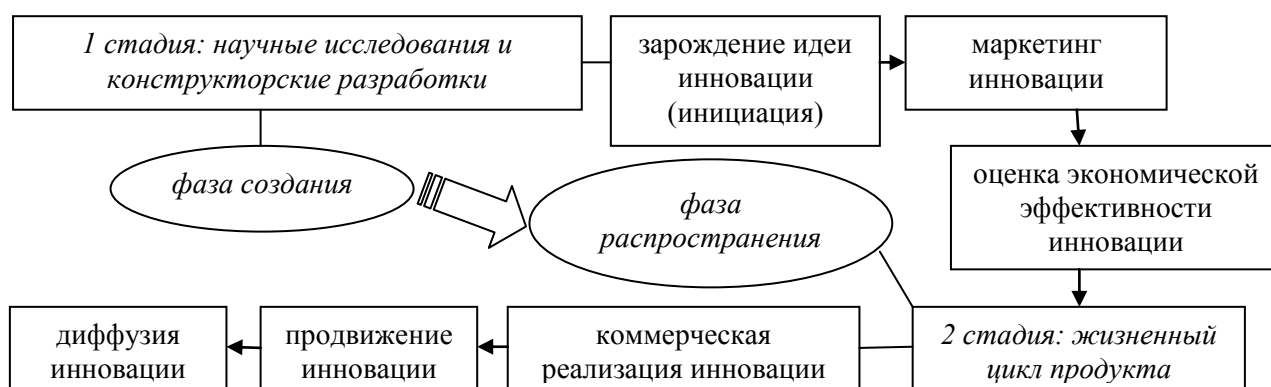 1 стадия: научные исследования и
конструкторские разработки
зарождение идеи
инновации
(инициация)
маркетинг
инновации
фаза создания
фаза
распространения
оценка экономической
эффективности
инновации
диффузия
инновации
продвижение
инновации
коммерческая
реализация инновации
2 стадия: жизненный
цикл продукта